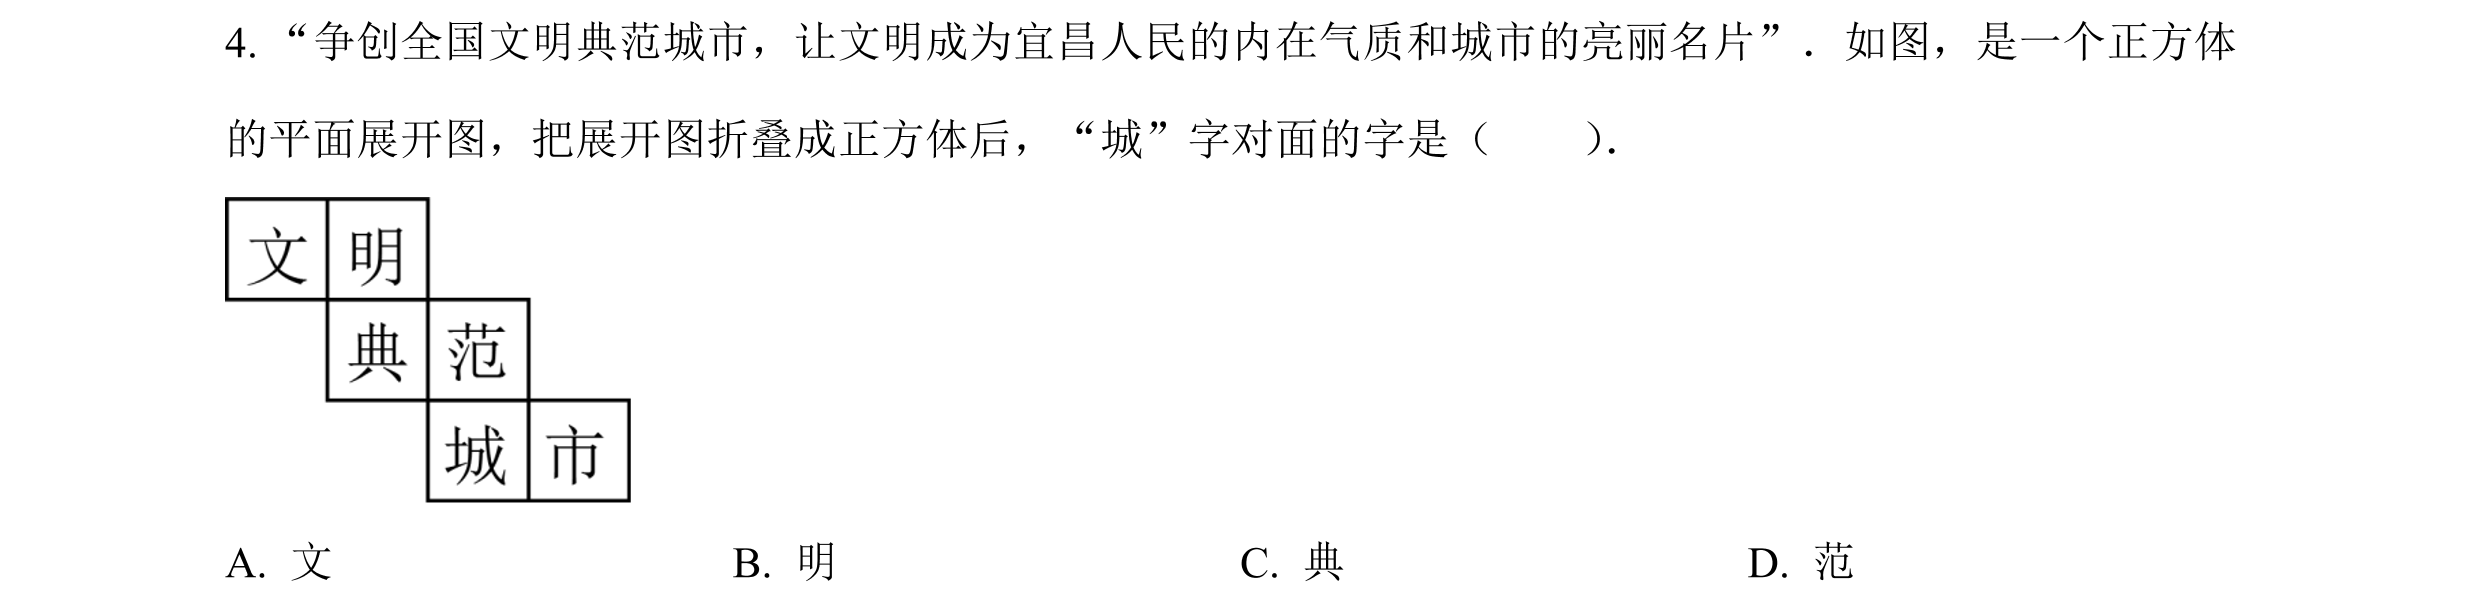 4. “争创全国文明典范城市，让文明成为宜昌人民的内在气质和城市的亮丽名片”．如图，是一个正方体
的平面展开图，把展开图折叠成正方体后，“城”字对面的字是（　　）.
文 明
典 范
城 市
A. 文 B. 明 C. 典 D. 范